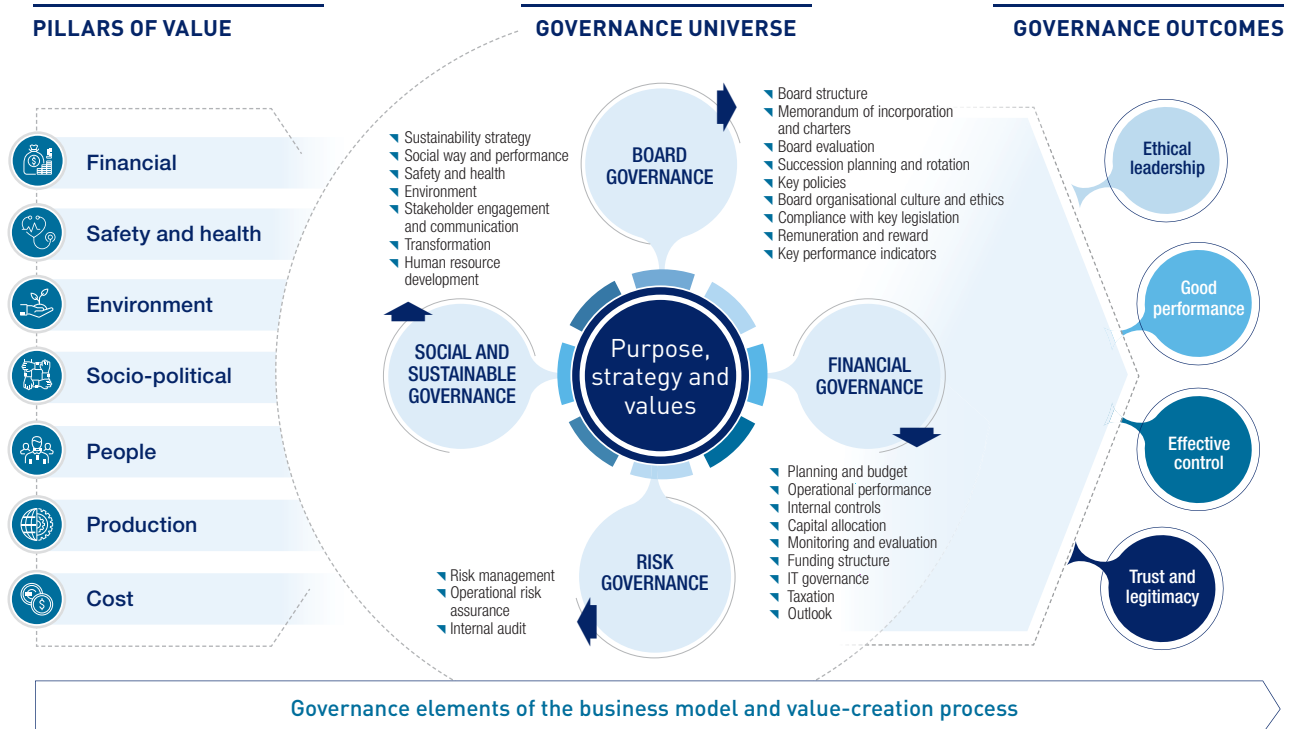 PILLARS OF VALUE
GOVERNANCE UNIVERSE
GOVERNANCE OUTCOMES
Financial
Safety and health
Environment
Socio-political
People
Production
Cost
Sustainability strategy
Social way and performance
Safety and health
Environment
Stakeholder engagement
and communication
Transformation
Human resource
development
SOCIAL AND
SUSTAINABLE
GOVERNANCE
BOARD
GOVERNANCE
Board structure
Memorandum of incorporation
and charters
Board evaluation
Succession planning and rotation
Key policies
Board organisational culture and ethics
Compliance with key legislation
Remuneration and reward
Key performance indicators
Purpose,
strategy and
values
FINANCIAL
GOVERNANCE
Planning and budget
Operational performance
Internal controls
Capital allocation
Monitoring and evaluation
Funding structure
IT governance
Taxation
Outlook
RISK
GOVERNANCE
Risk management
Operational risk
assurance
Internal audit
Ethical
leadership
Good
performance
Effective
control
Trust and
legitimacy
Governance elements of the business model and value-creation process